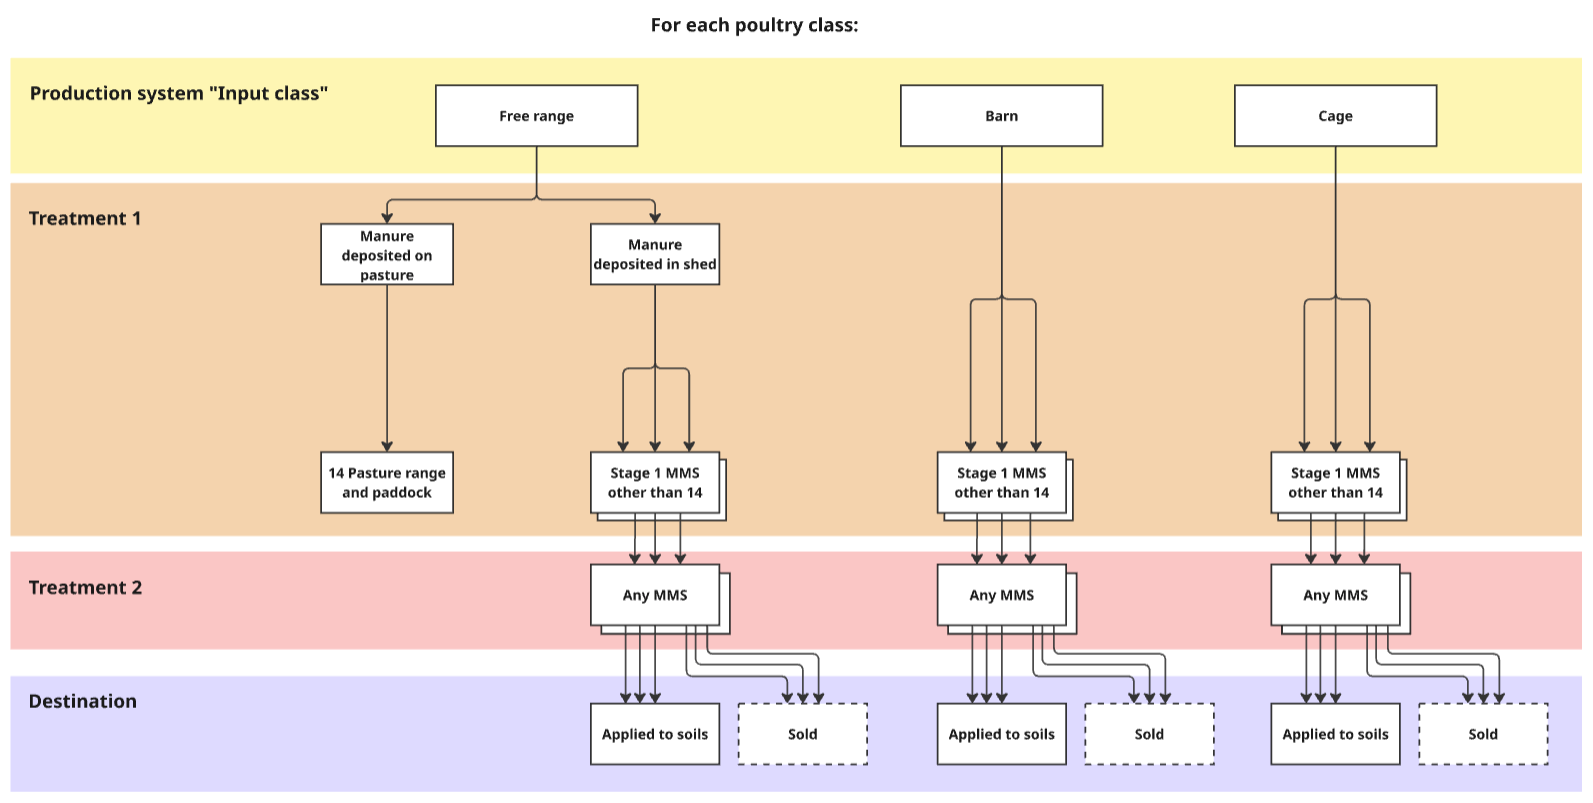 For each poultry class:
Production system "Input class"
Free range
Barn
Cage
Treatment 1
Manure
deposited on
pasture
Manure
deposited in shed
14 Pasture range
and paddock
Stage 1 MMS
other than 14
Stage 1 MMS
other than 14
Stage 1 MMS
other than 14
Treatment 2
Any MMS
Any MMS
Any MMS
Destination
Applied to soils
Sold
Applied to soils
Sold
Applied to soils
Sold